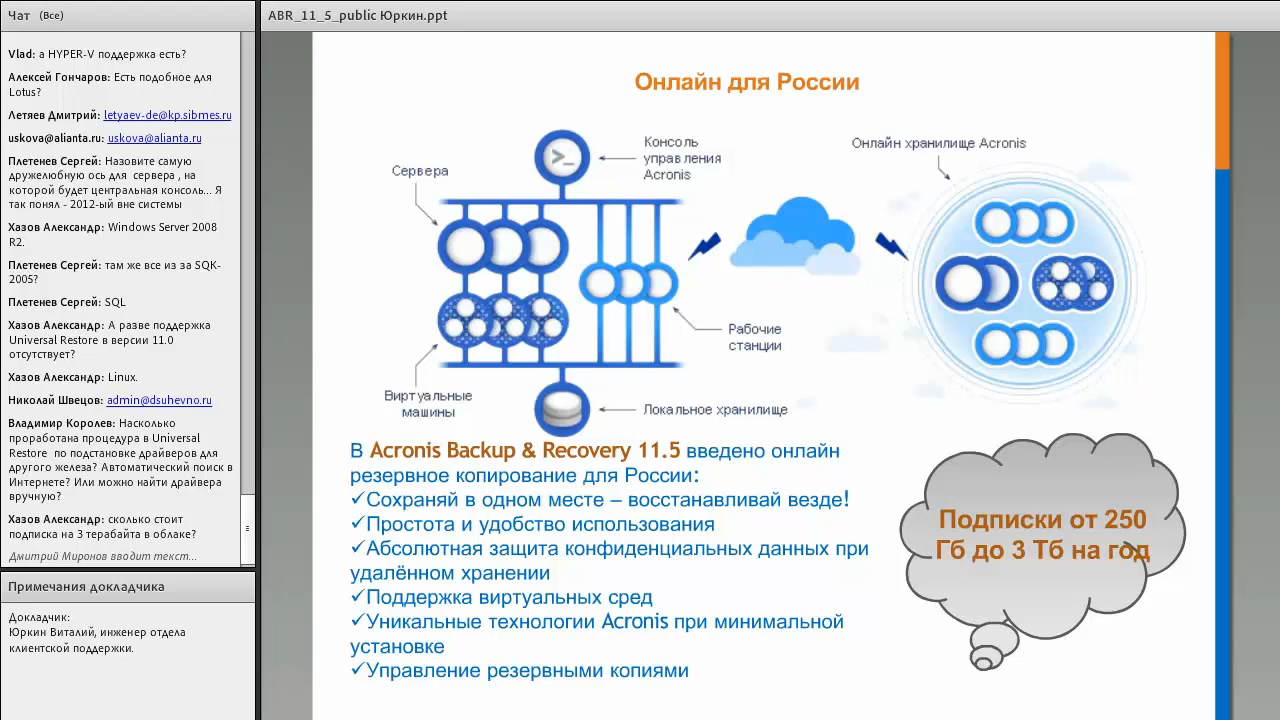 Чат (Все)
Vlad: а HYPER-V поддержка есть?
Алексей Гончаров: Есть подобное для
Lotus?
Летяев Дмитрий: letyaev-de@kp.sibmes.ru
uskova@alianta.ru: uskova@alianta.ru
Плетенев Сергей: Назовите самую
дружелюбную ось для сервера , на
которой будет центральная консоль... Я
так понял - 2012-ый вне системы
Хазов Александр: Windows Server 2008
R2.
Плетенев Сергей: там же все из за SQK-
2005?
Плетенев Сергей: SQL
Хазов Александр: А разве поддержка
Universal Restore в версии 11.0
отсутствует?
Хазов Александр: Linux.
Николай Швецов: admin@dsuhevno.ru
Владимир Королев: Насколько
проработана процедура в Universal
Restore по подстановке драйверов для
другого железа? Автоматический поиск в
Интернете? Или можно найти драйвера
вручную?
Хазов Александр: сколько стоит
подписка на 3 терабайта в облаке?
Дмитрий Миронов вводит текст...
Примечания докладчика
Докладчик:
Юркин Виталий, инженер отдела
клиентской поддержки.
ABR_11_5_public Юркин.ppt
Онлайн для России
Консоль
управления
Acronis
Сервера
Онлайн хранилище Acronis
Рабочие
станции
Виртуальные
машины
Локальное хранилище
В Acronis Backup & Recovery 11.5 введено онлайн
резервное копирование для России:
✓Сохраняй в одном месте – восстанавливай везде!
✓Простота и удобство использования
✓Абсолютная защита конфиденциальных данных при
удалённом хранении
✓Поддержка виртуальных сред
✓Уникальные технологии Acronis при минимальной
установке
✓Управление резервными копиями
Подписки от 250
Гб до 3 Тб на год